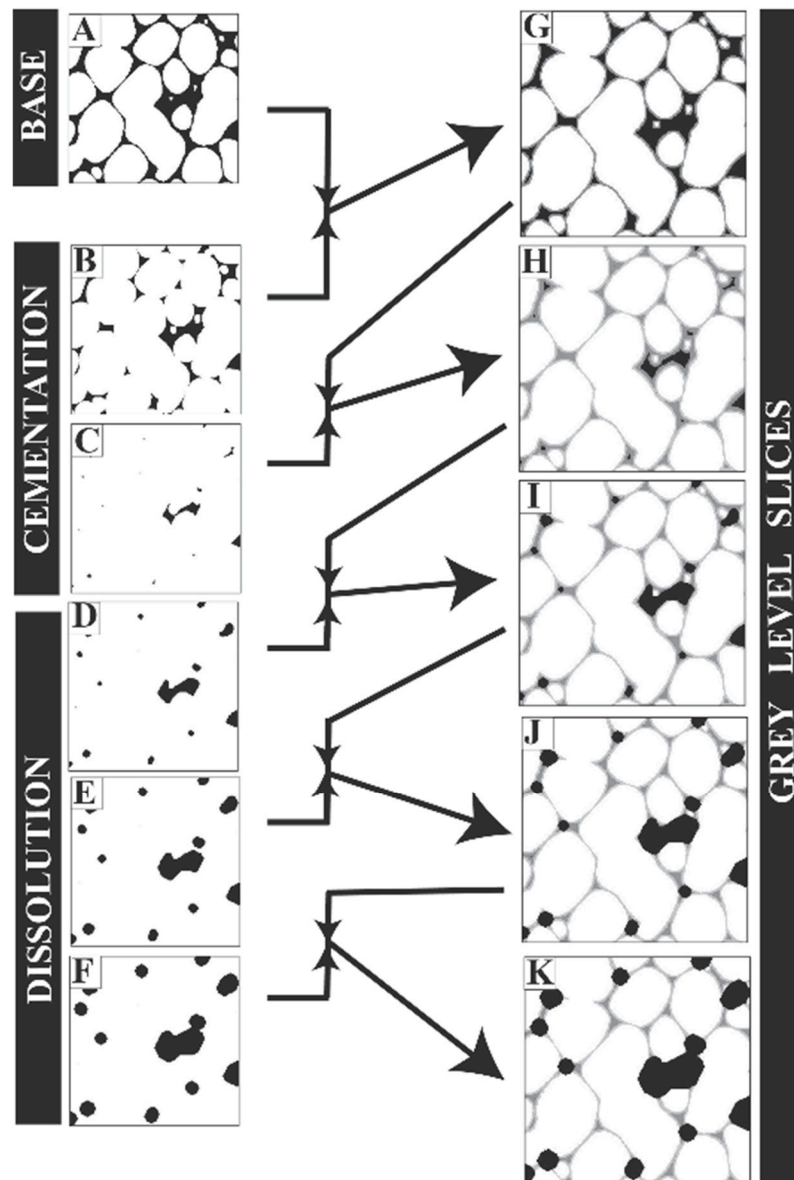 BASE
A
CEMENTATION
B
C
DISSOLUTION
D
E
F
G
H
I
J
K
GREY LEVEL SLICES